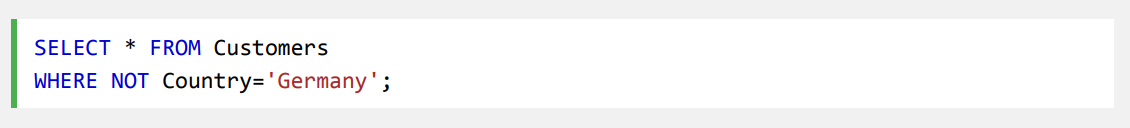 SELECT * FROM Customers
WHERE NOT Country='Germany';